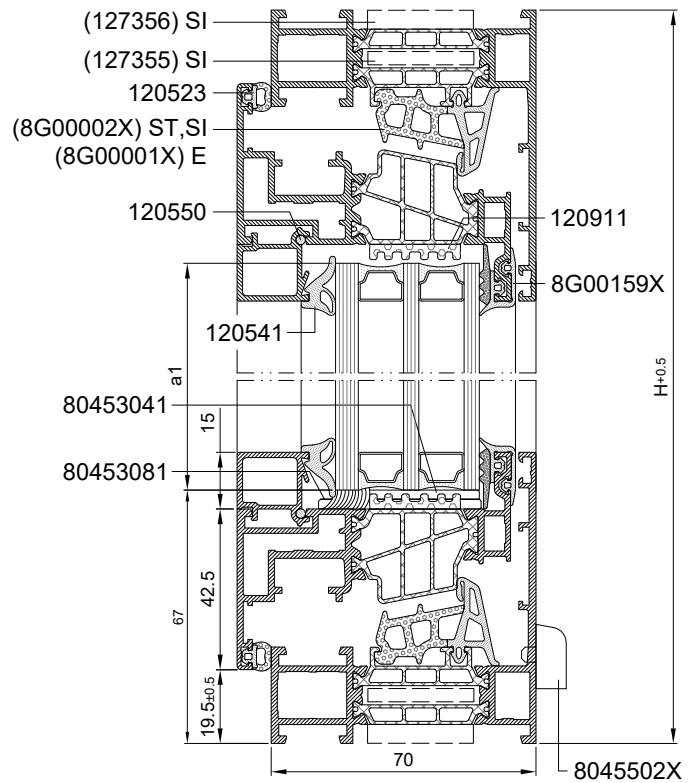 (127356) SI
(127355) SI
120523
(8G00002X) ST,SI
(8G00001X) E
120550
120911
8G00159X
120541
a1
H+0.5
80453041
15
80453081
42.5
67
19.5±0.5
70
8045502X